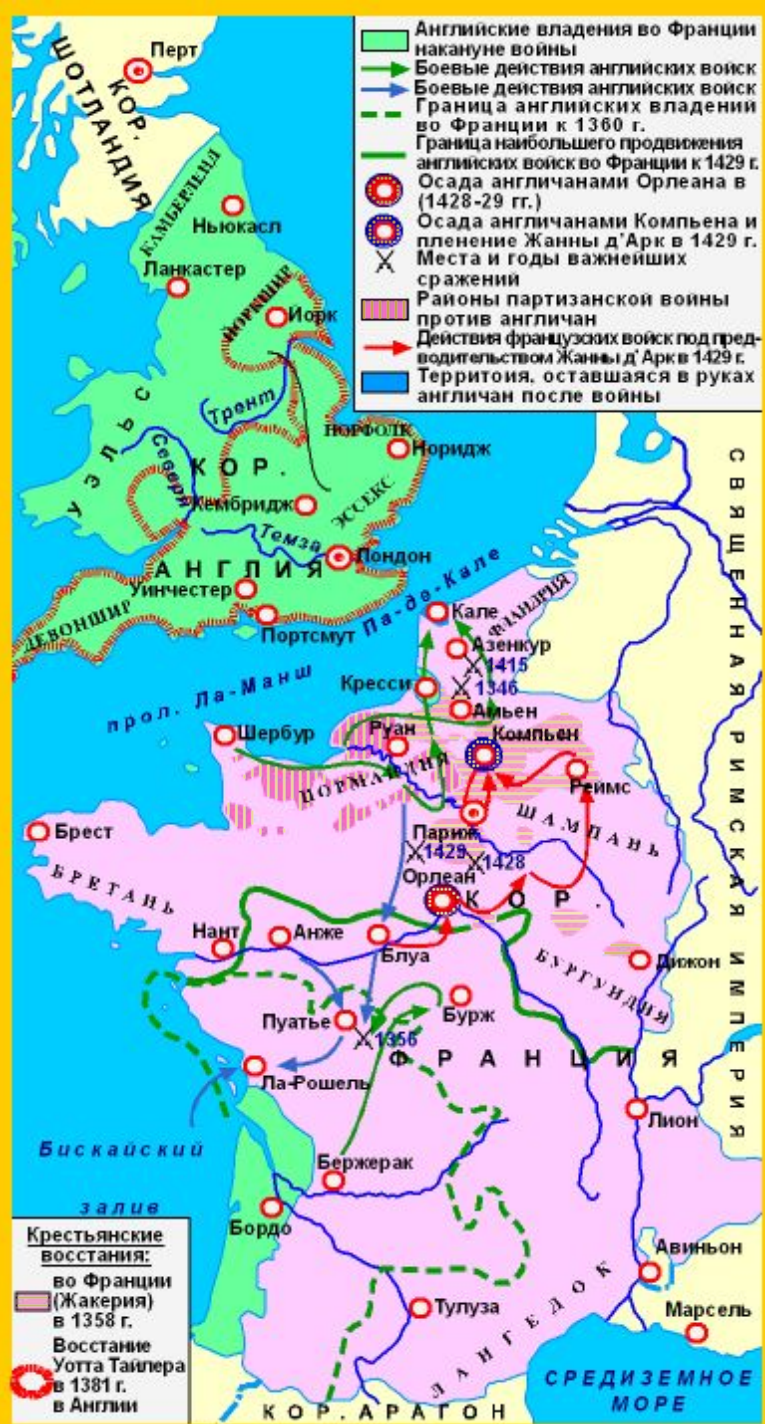 Английские владения во Франции
накануне войны
Боевые действия английских войск
Боевые действия английских войск
Граница английских владений
во Франции к 1360 г.
Граница наибольшего продвижения
английских войск во Франции к 1429 г.
Осада англичанами Орлеана в
(1428-29 гг.)
Осада англичанами Компьена и
пленение Жанны д'Арк в 1429 г.
Места и годы важнейших
сражений
Районы партизанской войны
против англичан
Действия французских войск под пред-
водительством Жанны д'Арк в 1429 г.
Территоия, оставшаяся в руках
англичан после войны
Перт
КОР.
ШОТЛАНДИЯ
КАМБЕРЛЕНД
Ньюкасл
Ланкастер
ЙОРКШИР
Йорк
Трент
УЭЛЬС
Северн
НОРФОЛК
Норидж
КОР.
Кембридж
ЭССЕКС
Темза
Лондон
АНГЛИЯ
Уинчестер
ДЕВОНШИР
Портсмут
Па-де-Кале
прол. Ла-Манш
СВЯЩЕННАЯ РИМСКАЯ ИМПЕРИЯ
Кале
ФЛАНДРИЯ
Азенкур
1415
Кресси
1346
Амьен
Шербур
Руан
Компьен
НОРМАНДИЯ
Реймс
ШАМПАНЬ
Париж
1429
1428
Брест
БРЕТАНЬ
Орлеан
КОР.
Нант
Анже
Блуа
Дижон
БУРГУНДИЯ
Бурж
Пуатье
1356
ФРАНЦИЯ
Ла-Рошель
Лион
Бискайский
залив
Бержерак
Бордо
Авиньон
Тулуза
ЛАНГЕДОК
Марсель
СРЕДИЗЕМНОЕ
МОРЕ
КОР. АРАГОН
Крестьянские
восстания:
во Франции
(Жакерия)
в 1358 г.
Восстание
Уотта Тайлера
в 1381 г.
в Англии